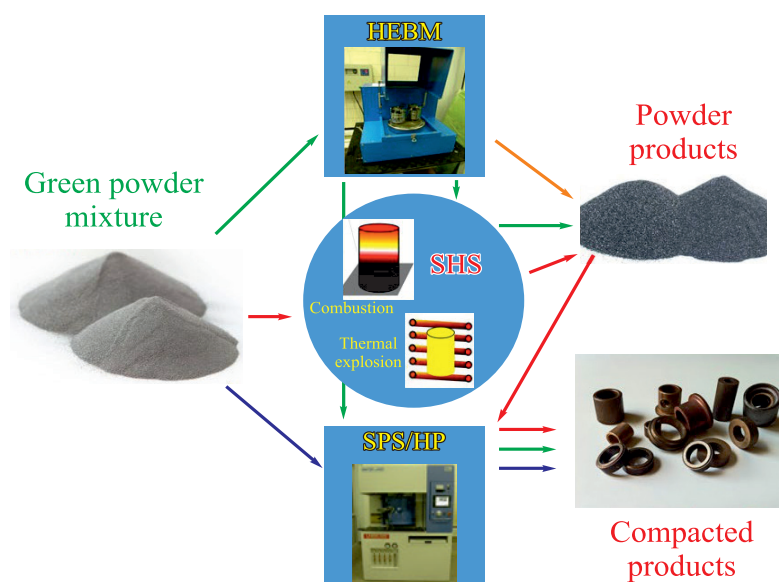 HEBM
Powder
products
Green powder
mixture
SHS
Combustion
Thermal
explosion
SPS/HP
Compacted
products